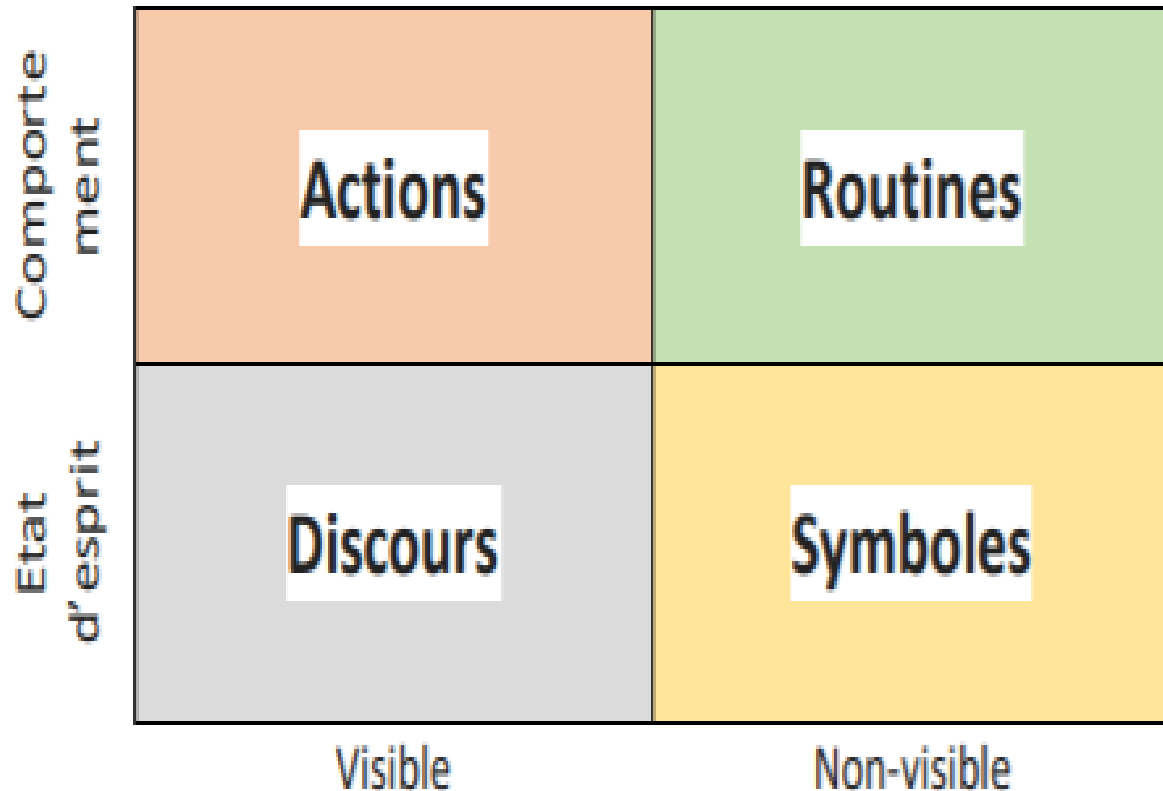 Comporte
ment
Actions
Routines
Etat
d'esprit
Discours
Symboles
Visible
Non-visible